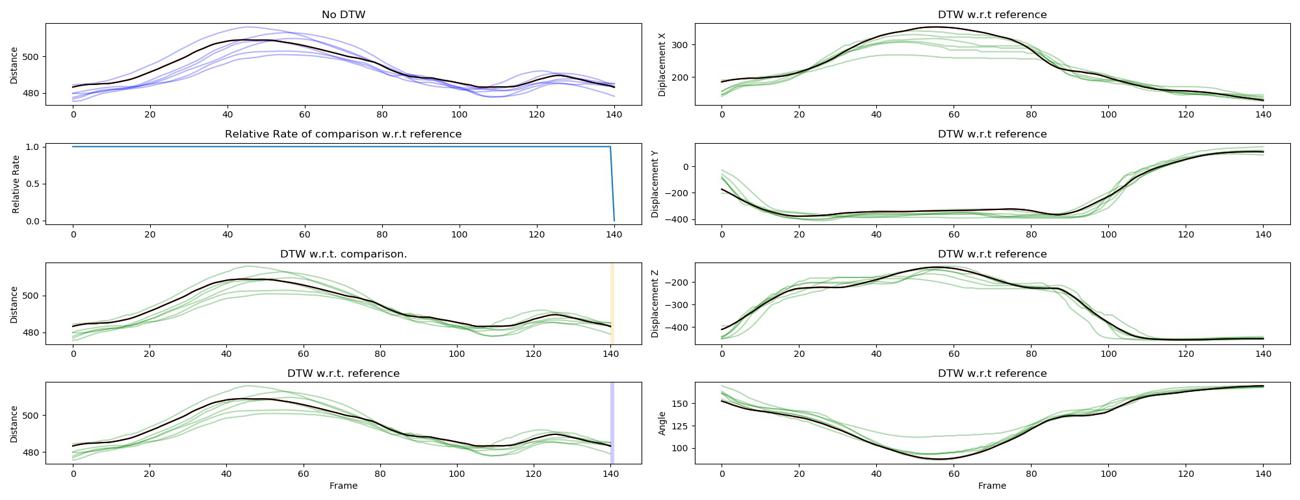 No DTW
Distance
500
480
0 20 40 60 80 100 120 140
Relative Rate of comparison w.r.t reference
Relative Rate
1.0
0.5
0.0
0 20 40 60 80 100 120 140
DTW w.r.t. comparison.
Distance
500
480
0 20 40 60 80 100 120 140
DTW w.r.t. reference
Distance
500
480
0 20 40 60 80 100 120 140
Frame
DTW w.r.t reference
Diplacement X
300
200
0 20 40 60 80 100 120 140
DTW w.r.t reference
Displacement Y
0
−200
−400
0 20 40 60 80 100 120 140
DTW w.r.t reference
Displacement Z
−200
−300
−400
0 20 40 60 80 100 120 140
DTW w.r.t reference
Angle
150
125
100
0 20 40 60 80 100 120 140
Frame